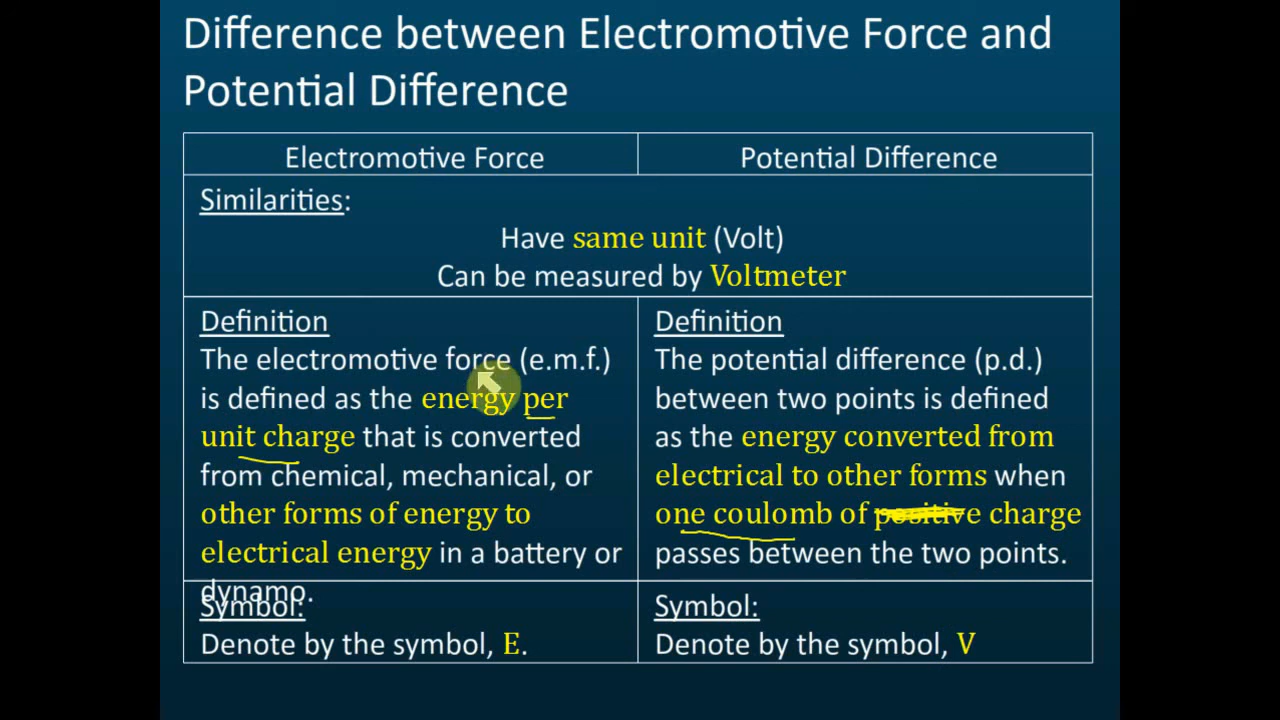 Difference between Electromotive Force and
Potential Difference
Electromotive Force
Potential Difference
Similarities:
Have same unit (Volt)
Can be measured by Voltmeter
Definition
The electromotive force (e.m.f.)
is defined as the energy per
unit charge that is converted
from chemical, mechanical, or
other forms of energy to
electrical energy in a battery or
dynamo.
Definition
The potential difference (p.d.)
between two points is defined
as the energy converted from
electrical to other forms when
one coulomb of positive charge
passes between the two points.
Symbol:
Denote by the symbol, E.
Symbol:
Denote by the symbol, V